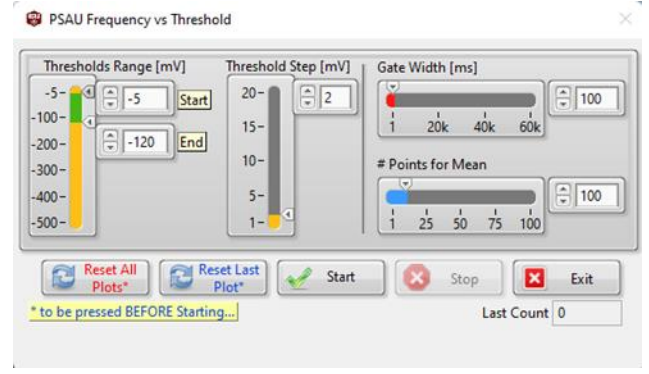 PSAU Frequency vs Threshold
Thresholds Range [mV]
-5
-100
-200
-300
-400
-500
-5
Start
-120
End
Threshold Step [mV]
20
15
10
5
1
2
Gate Width [ms]
1 20k 40k 60k
100
# Points for Mean
1 25 50 75 100
100
Reset All
Plots*
Reset Last
Plot*
Start
Stop
Exit
* to be pressed BEFORE Starting...
Last Count 0